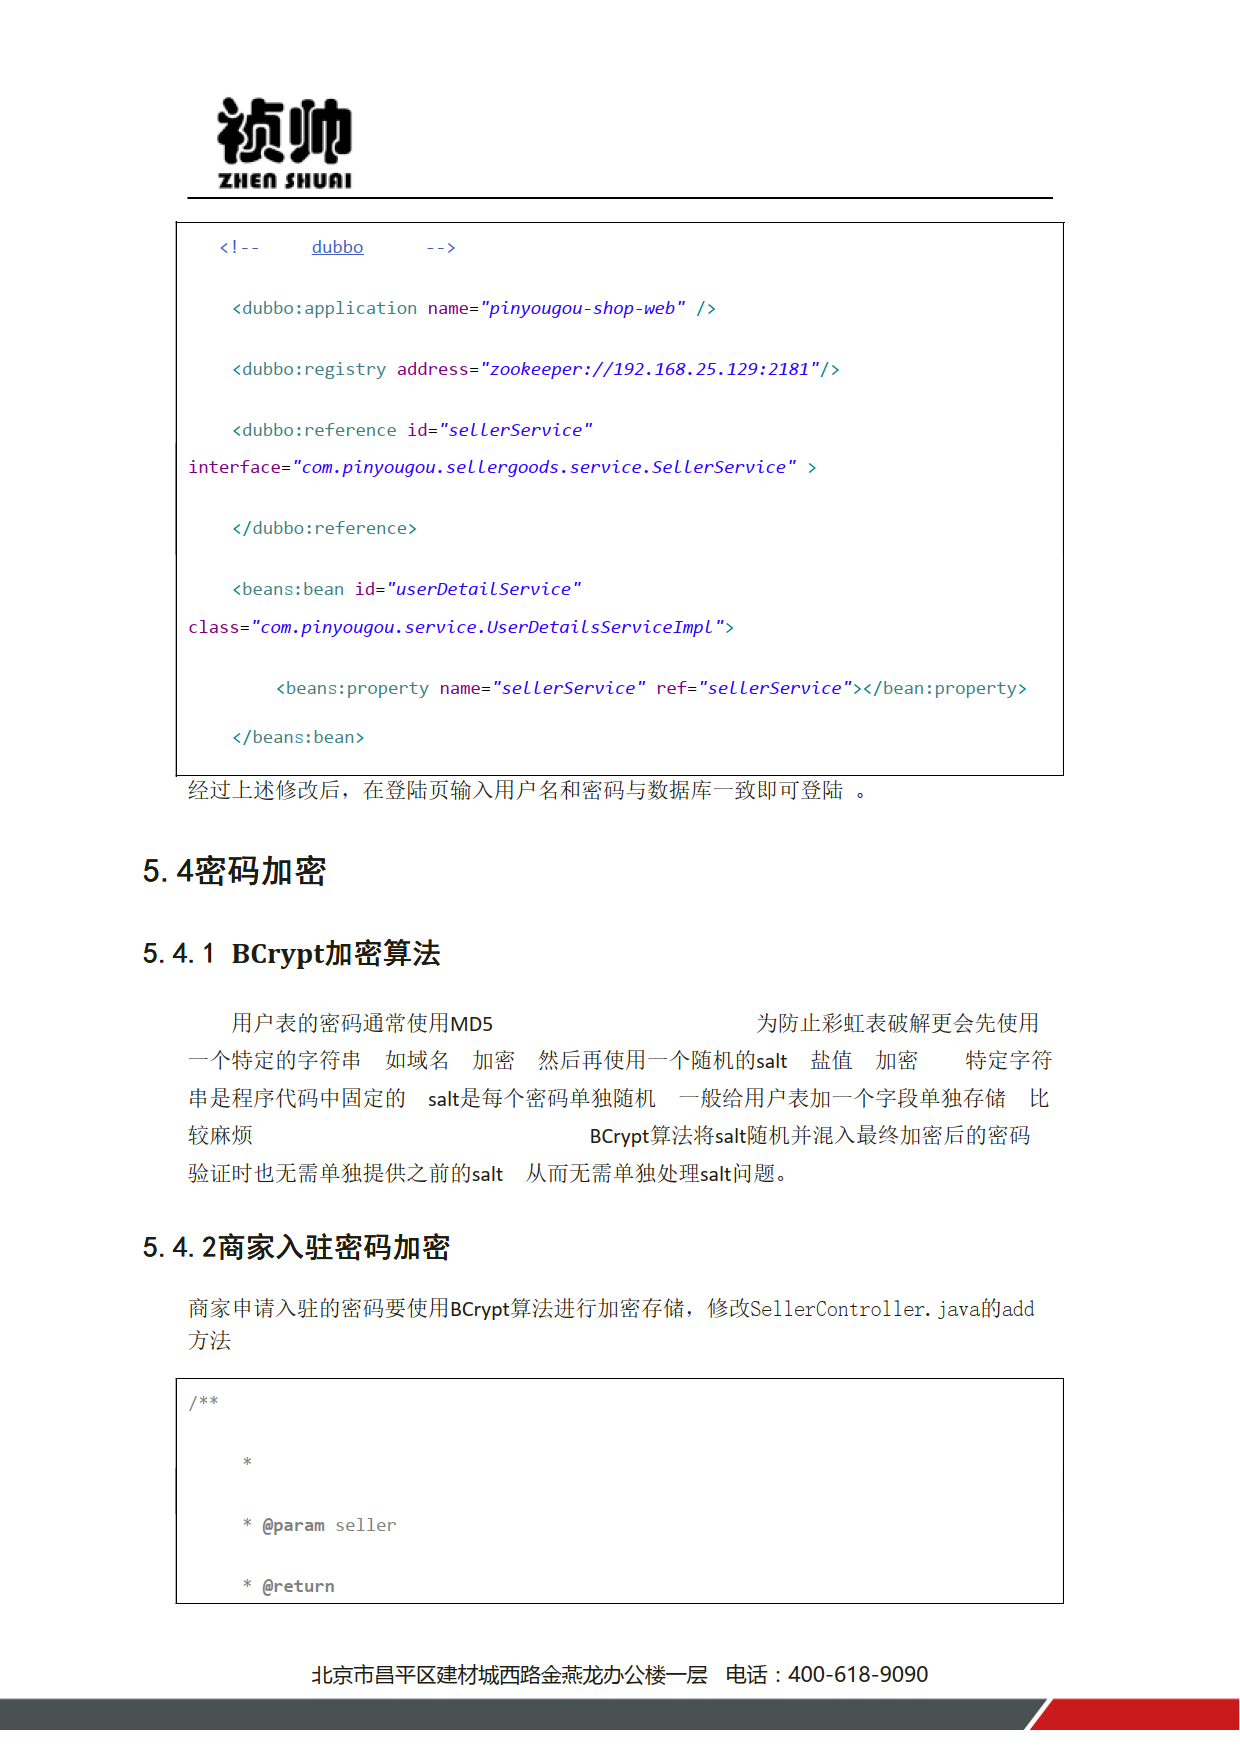 祯帅
ZHEN SHUAI
<!-- dubbo -->
<dubbo:application name="pinyougou-shop-web" />
<dubbo:registry address="zookeeper://192.168.25.129:2181"/>
<dubbo:reference id="sellerService"
interface="com.pinyougou.sellergoods.service.SellerService" >
</dubbo:reference>
<beans:bean id="userDetailService"
class="com.pinyougou.service.UserDetailsServiceImpl">
<beans:property name="sellerService" ref="sellerService"></bean:property>
</beans:bean>
经过上述修改后，在登陆页输入用户名和密码与数据库一致即可登陆 。
5.4密码加密
5.4.1 BCrypt加密算法
用户表的密码通常使用MD5 为防止彩虹表破解更会先使用
一个特定的字符串 如域名 加密 然后再使用一个随机的salt 盐值 加密 特定字符
串是程序代码中固定的 salt是每个密码单独随机 一般给用户表加一个字段单独存储 比
较麻烦 BCrypt算法将salt随机并混入最终加密后的密码
验证时也无需单独提供之前的salt 从而无需单独处理salt问题。
5.4.2商家入驻密码加密
商家申请入驻的密码要使用BCrypt算法进行加密存储，修改SellerController.java的add
方法
/**
*
* @param seller
* @return
北京市昌平区建材城西路金燕龙办公楼一层 电话：400-618-9090